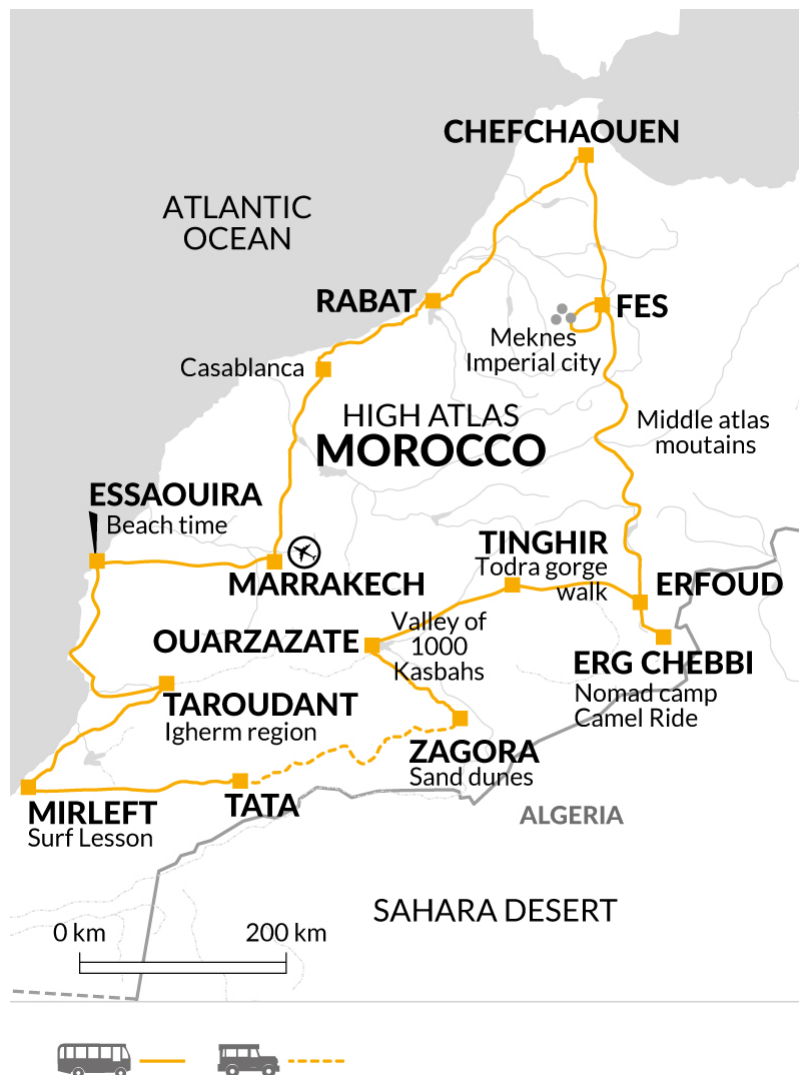 CHEFCHAOUEN
ATLANTIC
OCEAN
RABAT
FES
Meknes
Imperial city
Casablanca
HIGH ATLAS
MOROCCO
Middle atlas
moutains
ESSAOUIRA
Beach time
MARRAKECH
TINGHIR
Todra gorge
walk
ERFOUD
Valley of
1000
Kasbahs
OUARZAZATE
ERG CHEBBI
Nomad camp
Camel Ride
TAROUDANT
Igherm region
ZAGORA
Sand dunes
MIRLEFT
Surf Lesson
TATA
ALGERIA
SAHARA DESERT
0 km
200 km